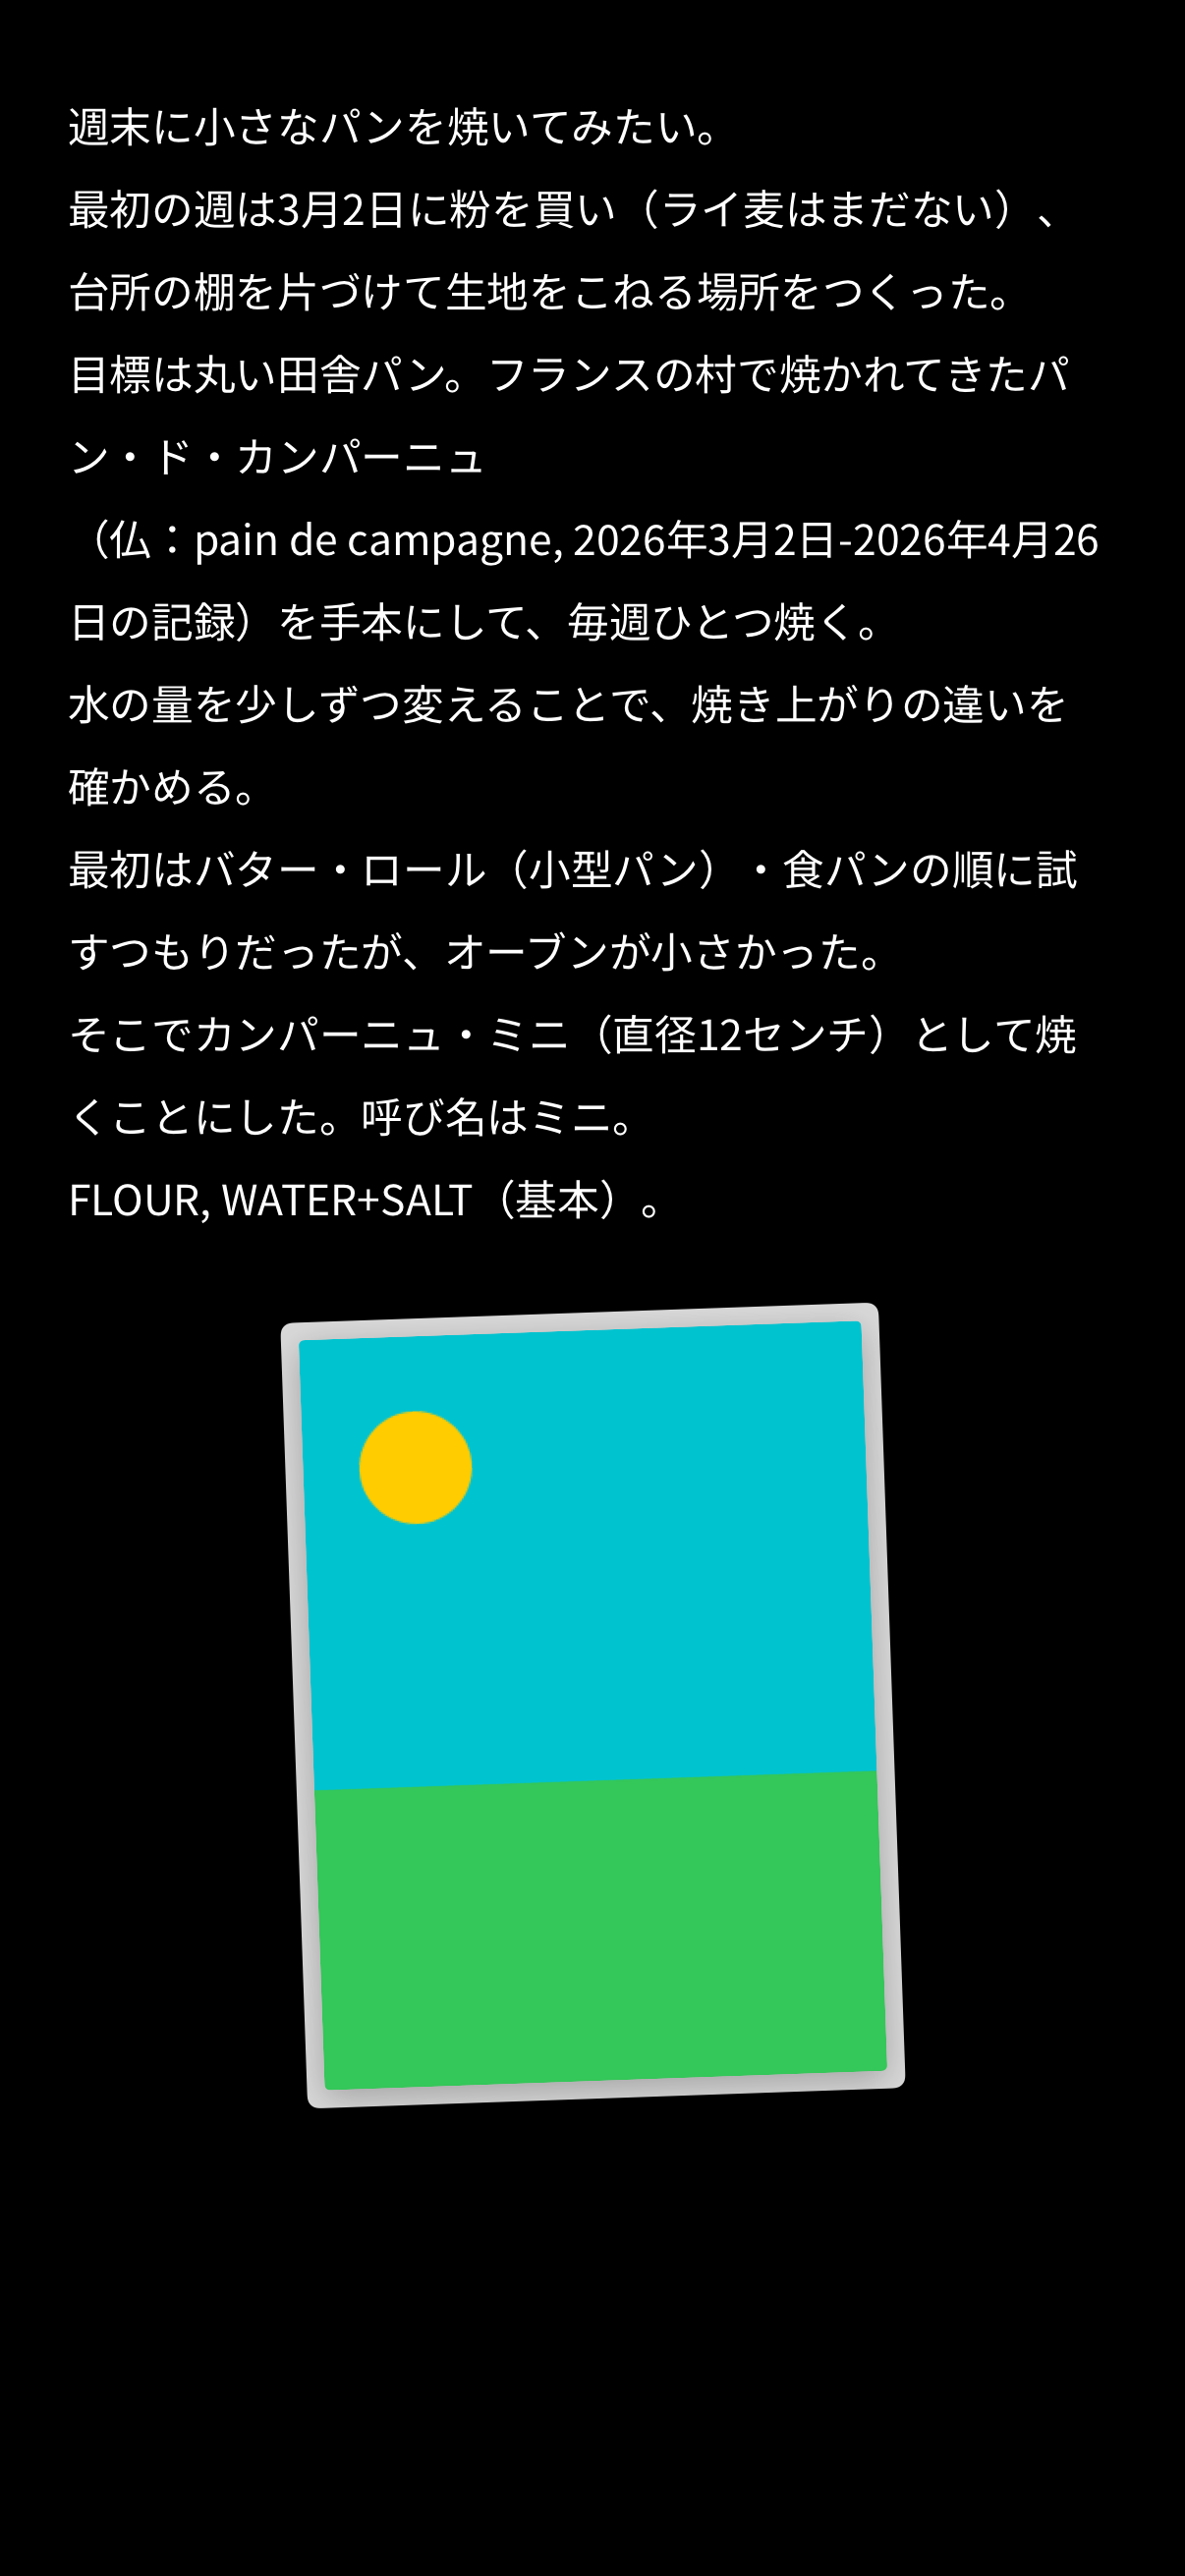 週末に小さなパンを焼いてみたい。
最初の週は3月2日に粉を買い（ライ麦はまだない）、
台所の棚を片づけて生地をこねる場所をつくった。
目標は丸い田舎パン。フランスの村で焼かれてきたパ
ン・ド・カンパーニュ
（仏：pain de campagne, 2026年3月2日-2026年4月26
日の記録）を手本にして、毎週ひとつ焼く。
水の量を少しずつ変えることで、焼き上がりの違いを
確かめる。
最初はバター・ロール（小型パン）・食パンの順に試
すつもりだったが、オーブンが小さかった。
そこでカンパーニュ・ミニ（直径12センチ）として焼
くことにした。呼び名はミニ。
FLOUR, WATER+SALT（基本）。